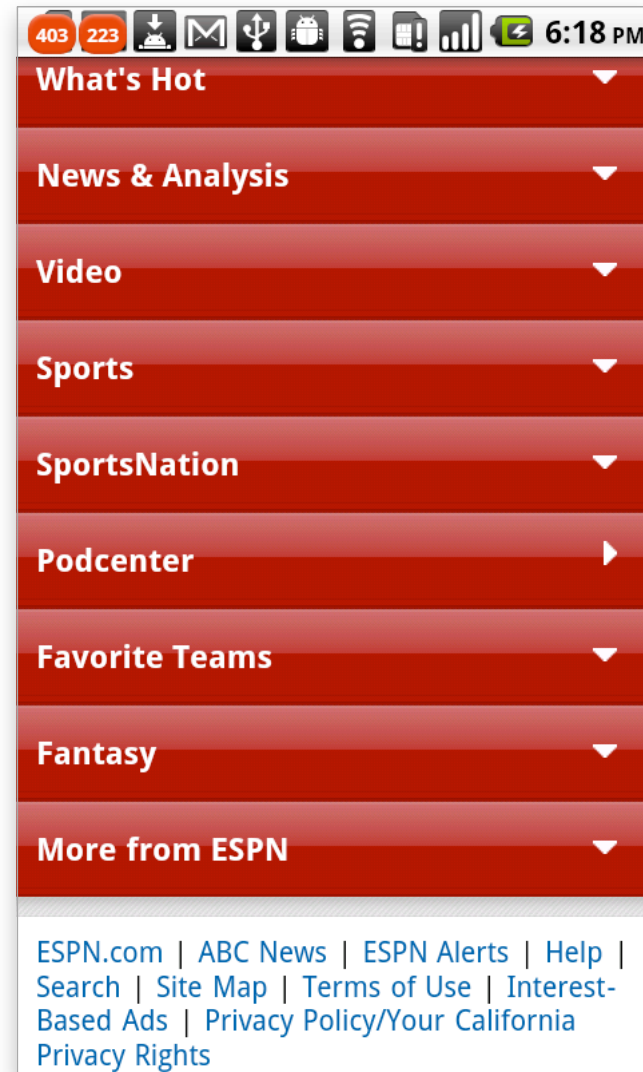 403 223 6:18 PM
What's Hot
News & Analysis
Video
Sports
SportsNation
Podcenter
Favorite Teams
Fantasy
More from ESPN
ESPN.com | ABC News | ESPN Alerts | Help |
Search | Site Map | Terms of Use | Interest-
Based Ads | Privacy Policy/Your California
Privacy Rights